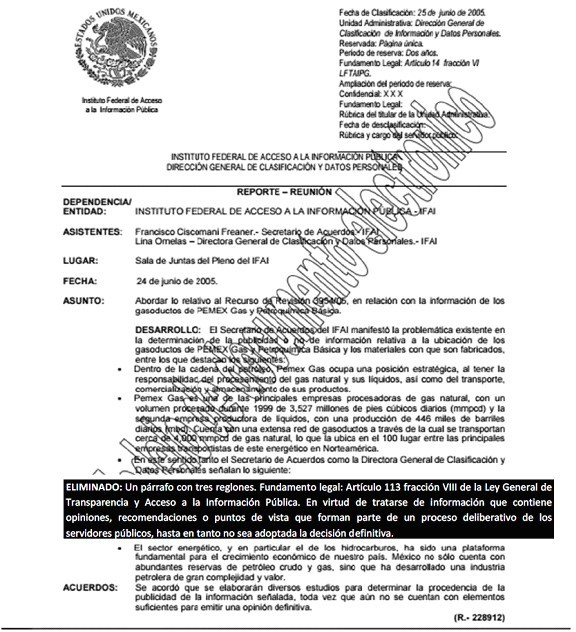 ESTADOS UNIDOS MEXICANOS
Instituto Federal de Acceso
a la Información Pública
Fecha de Clasificación: 25 de junio de 2005.
Unidad Administrativa: Dirección General de
Clasificación de Información y Datos Personales.
Reservada: Página única.
Periodo de reserva: Dos años.
Fundamento Legal: Artículo 14 fracción VI
LFTAIPG.
Ampliación del periodo de reserva:
Confidencial: X X X
Fundamento Legal:
Rúbrica del titular de la Unidad Administrativa:
Fecha de desclasificación:
Rúbrica y cargo del servidor público:
INSTITUTO FEDERAL DE ACCESO A LA INFORMACIÓN PÚBLICA
DIRECCIÓN GENERAL DE CLASIFICACIÓN Y DATOS PERSONALES
REPORTE – REUNIÓN
DEPENDENCIA/
ENTIDAD: INSTITUTO FEDERAL DE ACCESO A LA INFORMACIÓN PÚBLICA - IFAI
ASISTENTES: Francisco Ciscomani Freaner.- Secretario de Acuerdos - IFAI
Lina Ornelas – Directora General de Clasificación y Datos Personales.- IFAI
LUGAR: Sala de Juntas del Pleno del IFAI
FECHA: 24 de junio de 2005.
ASUNTO: Abordar lo relativo al Recurso de Revisión en relación con la información de los
gasoductos de PEMEX Gas y Petroquímica Básica.
DESARROLLO: El Secretario de Acuerdos del IFAI manifestó la problemática existente en
la determinación de la publicidad o no de información relativa a la ubicación de los
gasoductos de PEMEX Gas y Petroquímica Básica y los materiales con que son fabricados,
entre los que destacan los siguientes:
• Dentro de la cadena del petróleo, Pemex Gas ocupa una posición estratégica, al tener la
responsabilidad del procesamiento del gas natural y sus líquidos, así como del transporte,
comercialización y almacenamiento de sus productos.
• Pemex Gas es una de las principales empresas procesadoras de gas natural, con un
volumen procesado durante 1999 de 3,527 millones de pies cúbicos diarios (mmpcd) y la
segunda empresa productora de líquidos, con una producción de 446 miles de barriles
diarios (mbd). Cuenta con una extensa red de gasoductos a través de la cual se transportan
cerca de 4,000 mmpcd de gas natural, lo que la ubica en el 100 lugar entre las principales
empresas transportistas de este energético en Norteamérica.
• En este sentido tanto el Secretario de Acuerdos como la Directora General de Clasificación y
Datos Personales señalan lo siguiente:
ELIMINADO: Un párrafo con tres reglones. Fundamento legal: Artículo 113 fracción VIII de la Ley General de
Transparencia y Acceso a la Información Pública. En virtud de tratarse de información que contiene
opiniones, recomendaciones o puntos de vista que forman parte de un proceso deliberativo de los
servidores públicos, hasta en tanto no sea adoptada la decisión definitiva.
• El sector energético, y en particular el de los hidrocarburos, ha sido una plataforma
fundamental para el crecimiento económico de nuestro país. México no sólo cuenta con
abundantes reservas de petróleo crudo y gas, sino que ha desarrollado una industria
petrolera de gran complejidad y valor.
ACUERDOS: Se acordó que se elaborarán diversos estudios para determinar la procedencia de la
publicidad de la información señalada, toda vez que aún no se cuentan con elementos
suficientes para emitir una opinión definitiva.
(R.- 228912)